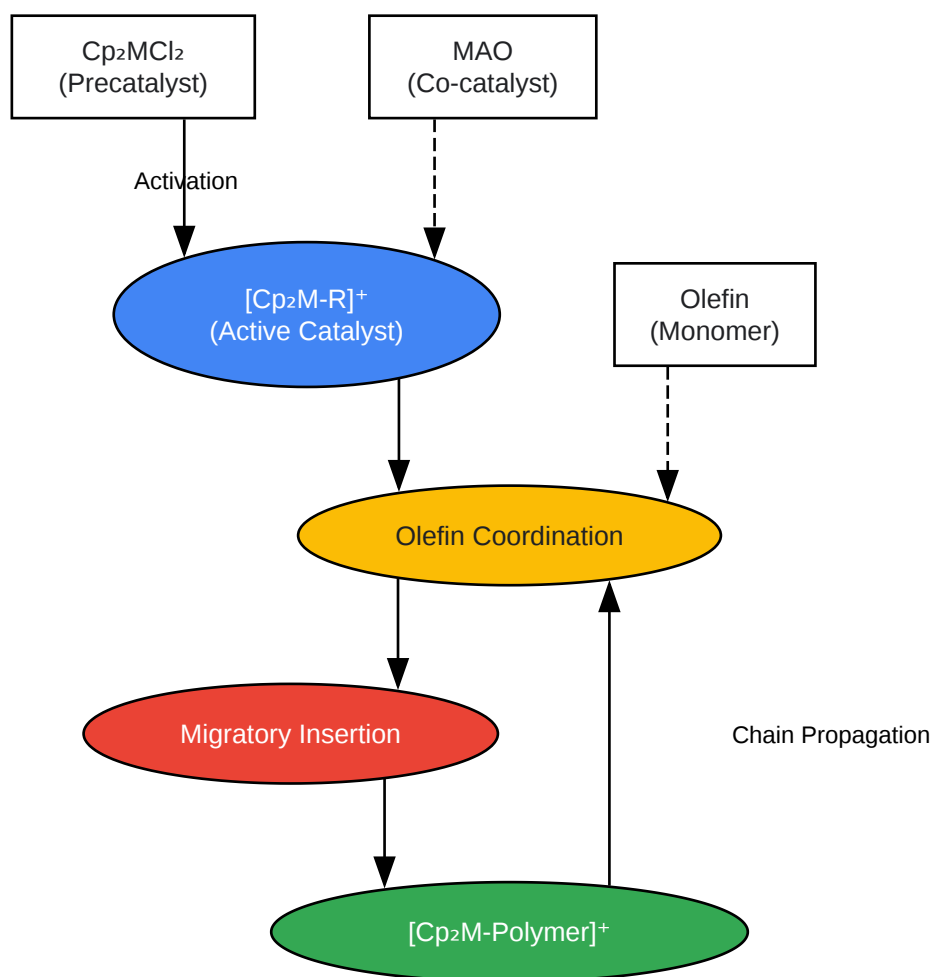 Cp₂MCl₂
(Precatalyst)
MAO
(Co-catalyst)
Activation
[Cp₂M-R]⁺
(Active Catalyst)
Olefin
(Monomer)
Olefin Coordination
Migratory Insertion
Chain Propagation
[Cp₂M-Polymer]⁺